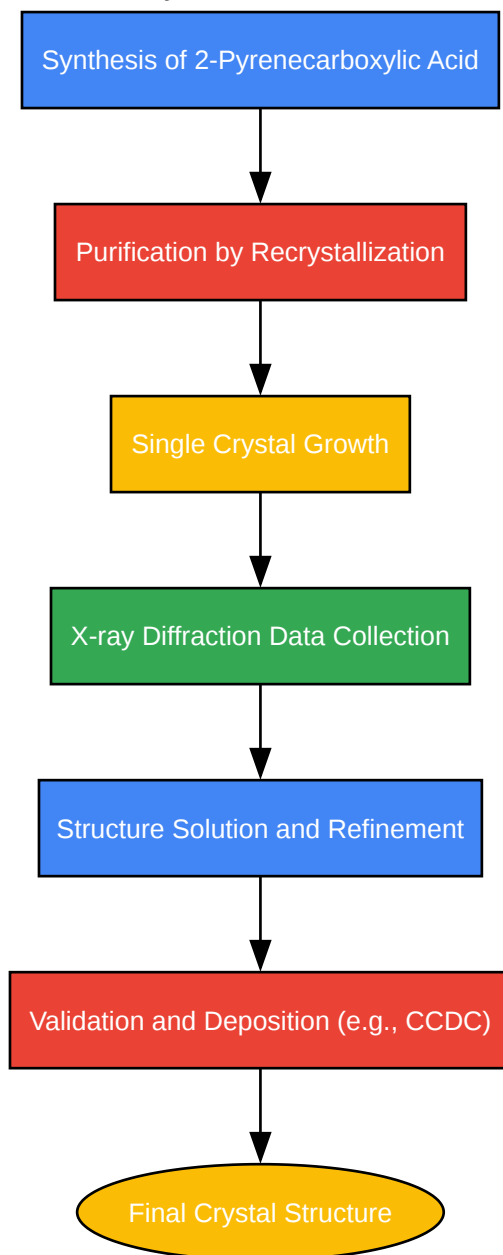 Synthesis of 2-Pyrenecarboxylic Acid
Purification by Recrystallization
Single Crystal Growth
X-ray Diffraction Data Collection
Structure Solution and Refinement
Validation and Deposition (e.g., CCDC)
Final Crystal Structure